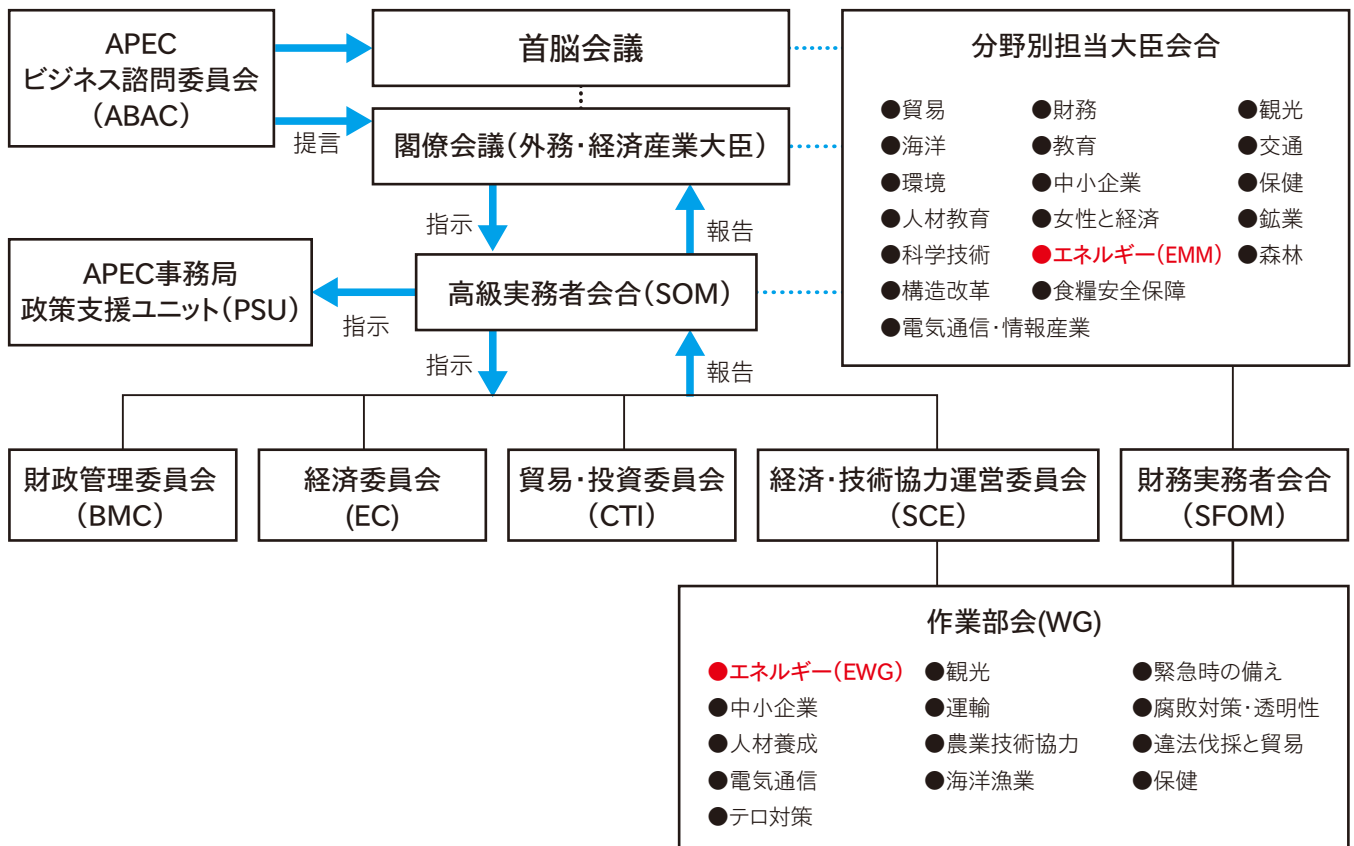 APEC
ビジネス諮問委員会
（ABAC）
首脳会議
提言
閣僚会議（外務・経済産業大臣）
指示
報告
APEC事務局
政策支援ユニット（PSU）
指示
高級実務者会合（SOM）
指示
報告
分野別担当大臣会合
●貿易 ●財務 ●観光
●海洋 ●教育 ●交通
●環境 ●中小企業 ●保健
●人材教育 ●女性と経済 ●鉱業
●科学技術 ●エネルギー（EMM） ●森林
●構造改革 ●食糧安全保障
●電気通信・情報産業
財政管理委員会
（BMC）
経済委員会
(EC)
貿易・投資委員会
（CTI）
経済・技術協力運営委員会
（SCE）
財務実務者会合
（SFOM）
作業部会(WG)
●エネルギー（EWG） ●観光 ●緊急時の備え
●中小企業 ●運輸 ●腐敗対策・透明性
●人材養成 ●農業技術協力 ●違法伐採と貿易
●電気通信 ●海洋漁業 ●保健
●テロ対策